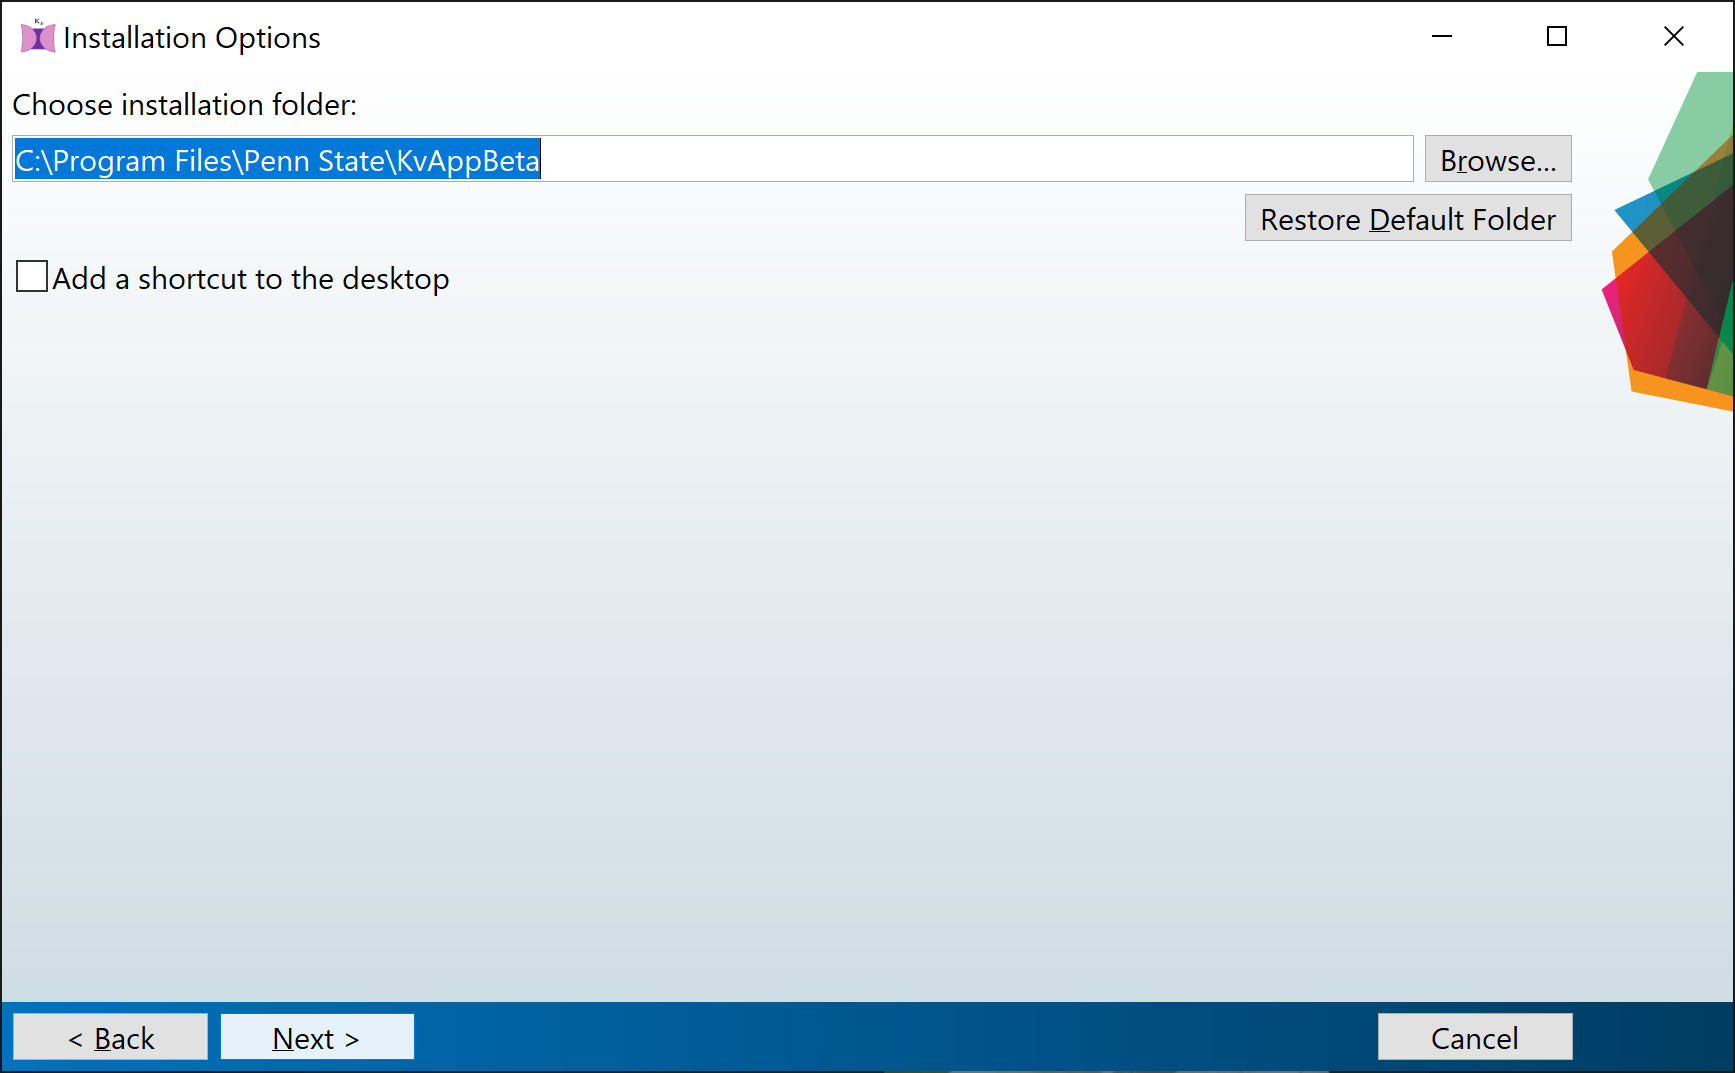 Kv
Installation Options
Choose installation folder:
C:\Program Files\Penn State\KvAppBeta
Browse...
Restore Default Folder
Add a shortcut to the desktop
< Back
Next >
Cancel